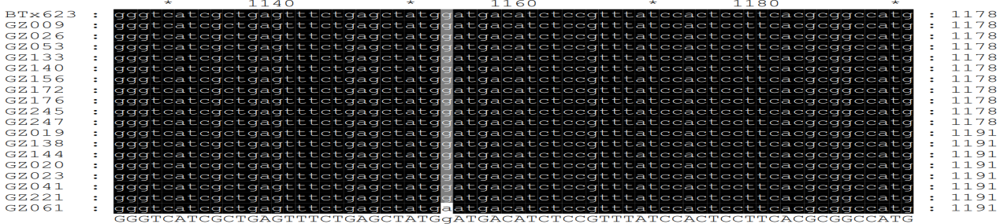 * 1140 * 1160 * 1180 *
BTx623 : gggtcatcgctgagtttctgagctatggatgacatctccgtttatccactccttcacgcggccatg : 1178
GZ009 : gggtcatcgctgagtttctgagctatggatgacatctccgtttatccactccttcacgcggccatg : 1178
GZ026 : gggtcatcgctgagtttctgagctatggatgacatctccgtttatccactccttcacgcggccatg : 1178
GZ053 : gggtcatcgctgagtttctgagctatggatgacatctccgtttatccactccttcacgcggccatg : 1178
GZ133 : gggtcatcgctgagtttctgagctatggatgacatctccgtttatccactccttcacgcggccatg : 1178
GZ140 : gggtcatcgctgagtttctgagctatggatgacatctccgtttatccactccttcacgcggccatg : 1178
GZ156 : gggtcatcgctgagtttctgagctatggatgacatctccgtttatccactccttcacgcggccatg : 1178
GZ172 : gggtcatcgctgagtttctgagctatggatgacatctccgtttatccactccttcacgcggccatg : 1178
GZ176 : gggtcatcgctgagtttctgagctatggatgacatctccgtttatccactccttcacgcggccatg : 1178
GZ245 : gggtcatcgctgagtttctgagctatggatgacatctccgtttatccactccttcacgcggccatg : 1178
GZ247 : gggtcatcgctgagtttctgagctatggatgacatctccgtttatccactccttcacgcggccatg : 1178
GZ019 : gggtcatcgctgagtttctgagctatggatgacatctccgtttatccactccttcacgcggccatg : 1191
GZ138 : gggtcatcgctgagtttctgagctatggatgacatctccgtttatccactccttcacgcggccatg : 1191
GZ144 : gggtcatcgctgagtttctgagctatggatgacatctccgtttatccactccttcacgcggccatg : 1191
GZ020 : gggtcatcgctgagtttctgagctatggatgacatctccgtttatccactccttcacgcggccatg : 1191
GZ023 : gggtcatcgctgagtttctgagctatggatgacatctccgtttatccactccttcacgcggccatg : 1191
GZ041 : gggtcatcgctgagtttctgagctatggatgacatctccgtttatccactccttcacgcggccatg : 1191
GZ221 : gggtcatcgctgagtttctgagctatggatgacatctccgtttatccactccttcacgcggccatg : 1191
GZ061 : gggtcatcgctgagtttctgagctatgaatgacatctccgtttatccactccttcacgcggccatg : 1191
GGGTCATCGCTGAGTTTCTGAGCTATGgATGACATCTCCGTTTATCCACTCCTTCACGCGGCCATG